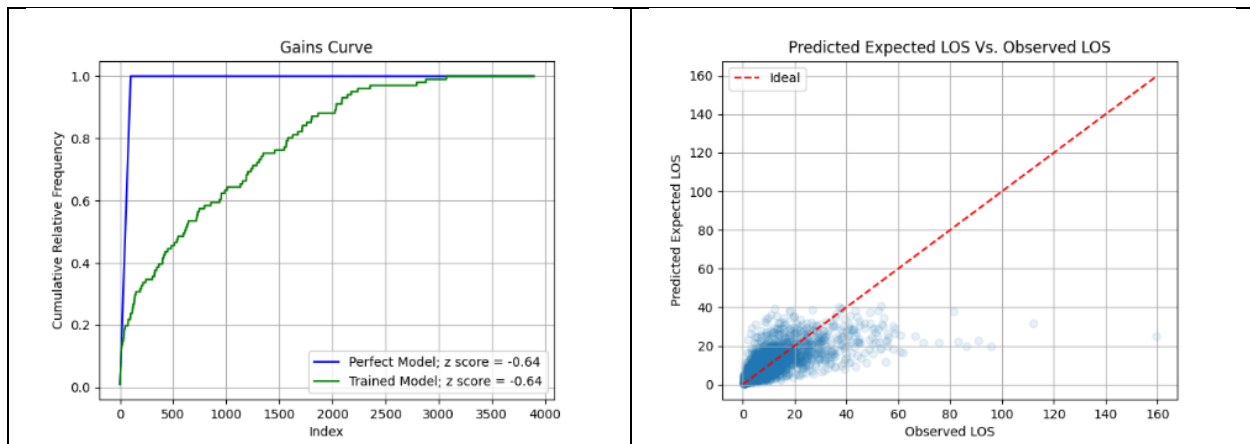 Gains Curve
1.0
0.8
0.6
0.4
0.2
0.0
Cumulative Relative Frequency
Perfect Model; z score = -0.64
Trained Model; z score = -0.64
0 500 1000 1500 2000 2500 3000 3500 4000
Index
Predicted Expected LOS Vs. Observed LOS
Ideal
160
140
120
100
80
60
40
20
0
Predicted Expected LOS
0 20 40 60 80 100 120 140 160
Observed LOS